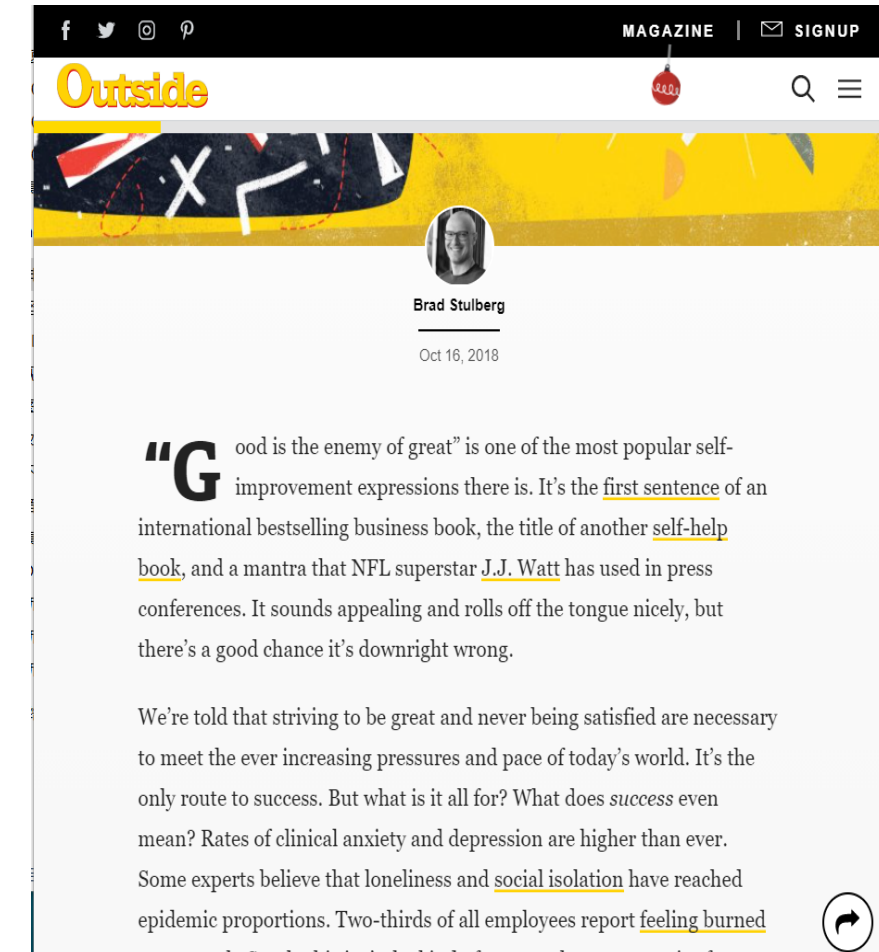 MAGAZINE | SIGNUP
Outside
Brad Stulberg
Oct 16, 2018
“Good is the enemy of great” is one of the most popular self-
improvement expressions there is. It’s the first sentence of an
international bestselling business book, the title of another self-help
book, and a mantra that NFL superstar J.J. Watt has used in press
conferences. It sounds appealing and rolls off the tongue nicely, but
there’s a good chance it’s downright wrong.
We’re told that striving to be great and never being satisfied are necessary
to meet the ever increasing pressures and pace of today’s world. It’s the
only route to success. But what is it all for? What does success even
mean? Rates of clinical anxiety and depression are higher than ever.
Some experts believe that loneliness and social isolation have reached
epidemic proportions. Two-thirds of all employees report feeling burned